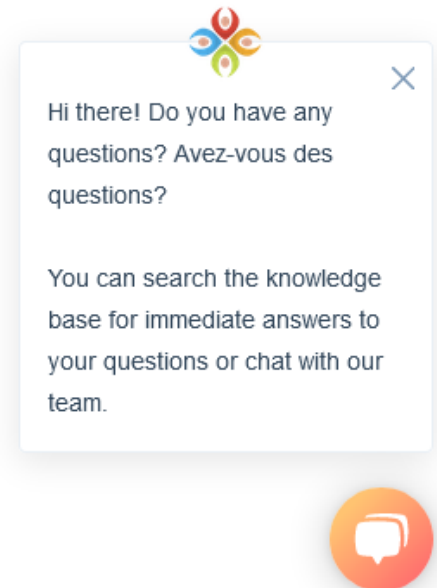 Hi there! Do you have any
questions? Avez-vous des
questions?
You can search the knowledge
base for immediate answers to
your questions or chat with our
team.